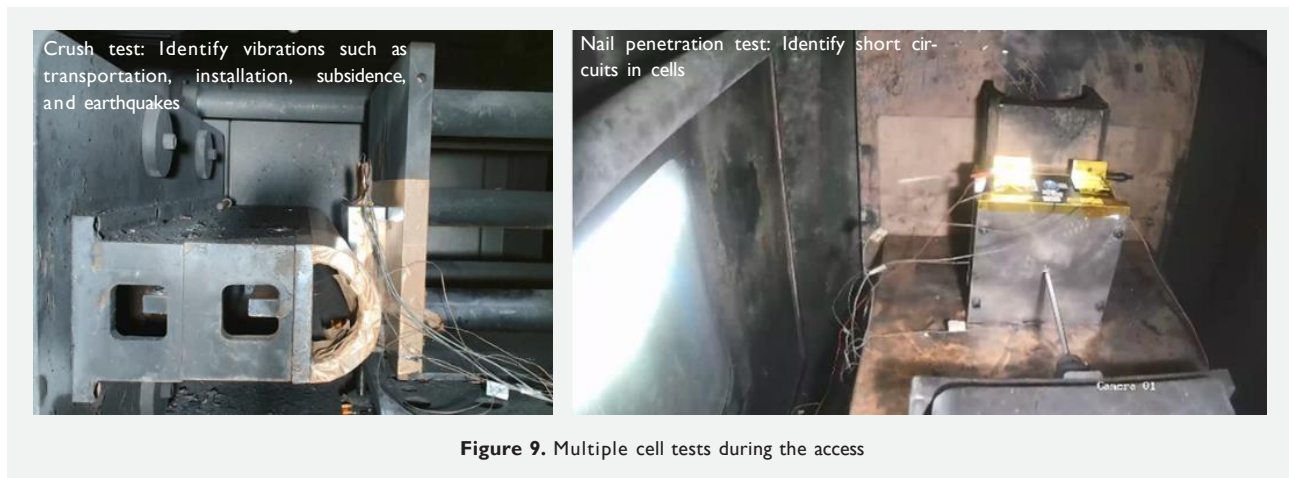 Crush test: Identify vibrations such as
transportation, installation, subsidence,
and earthquakes
Nail penetration test: Identify short cir-
cuits in cells
Camera 01
Figure 9. Multiple cell tests during the access